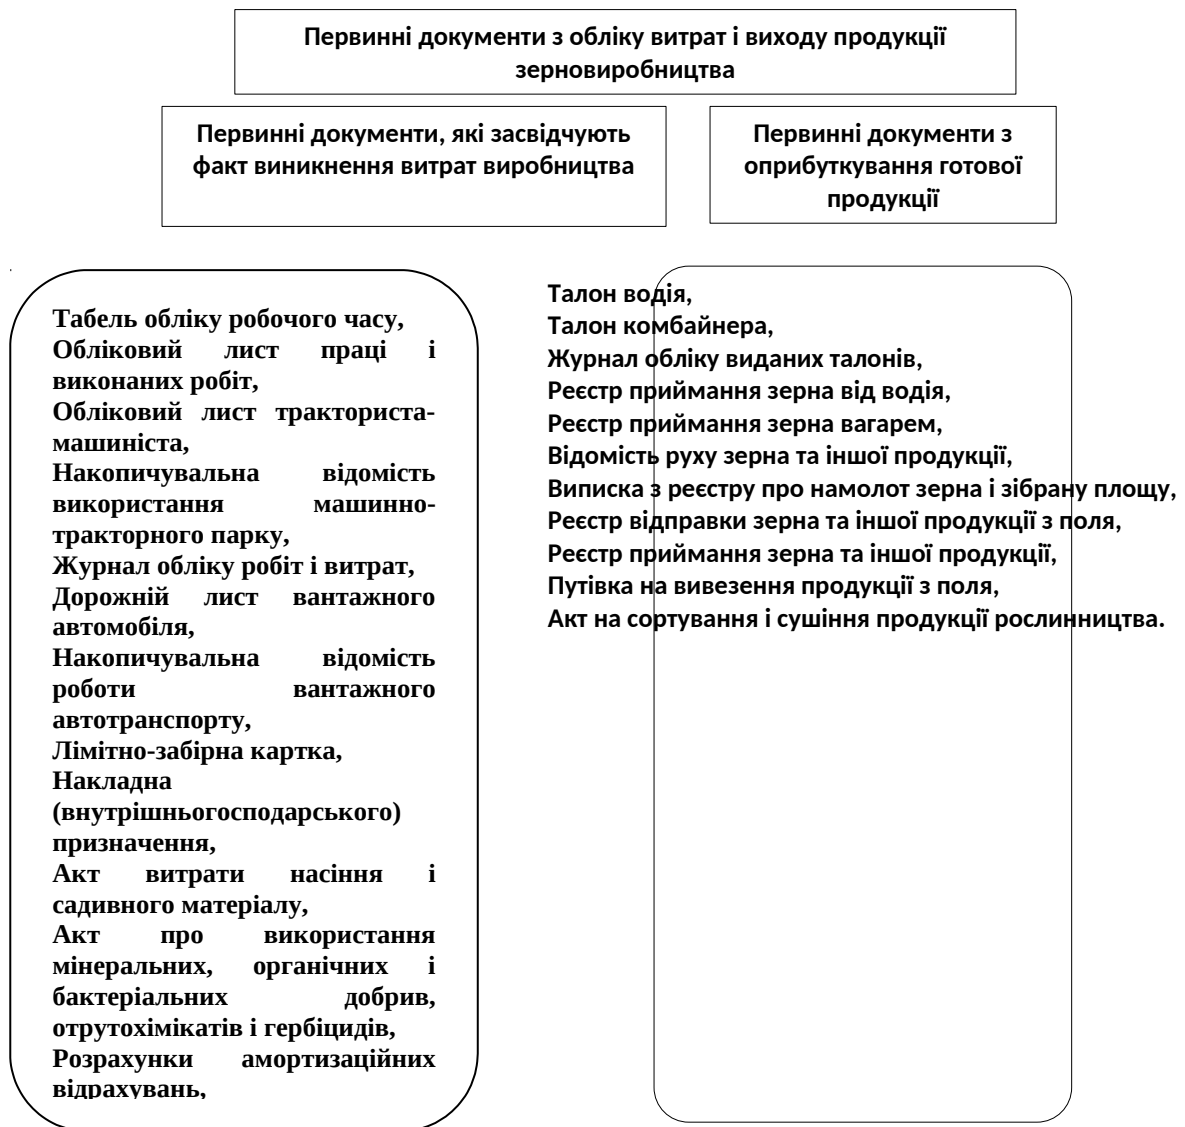 Первинні документи з обліку витрат і виходу продукції
зерновиробництва
Первинні документи, які засвідчують
факт виникнення витрат виробництва
Первинні документи з
оприбуткування готової
продукції
Табель обліку робочого часу,
Обліковий лист праці і
виконаних робіт,
Обліковий лист тракториста-
машиніста,
Накопичувальна відомість
використання машинно-
тракторного парку,
Журнал обліку робіт і витрат,
Дорожній лист вантажного
автомобіля,
Накопичувальна відомість
роботи вантажного
автотранспорту,
Лімітно-забірна картка,
Накладна
(внутрішньогосподарського)
призначення,
Акт витрати насіння і
садивного матеріалу,
Акт про використання
мінеральних, органічних і
бактеріальних добрив,
отрутохімікатів і гербіцидів,
Розрахунки амортизаційних
відрахувань,
Талон водія,
Талон комбайнера,
Журнал обліку виданих талонів,
Реєстр приймання зерна від водія,
Реєстр приймання зерна вагарем,
Відомість руху зерна та іншої продукції,
Виписка з реєстру про намолот зерна і зібрану площу,
Реєстр відправки зерна та іншої продукції з поля,
Реєстр приймання зерна та іншої продукції,
Путівка на вивезення продукції з поля,
Акт на сортування і сушіння продукції рослинництва.